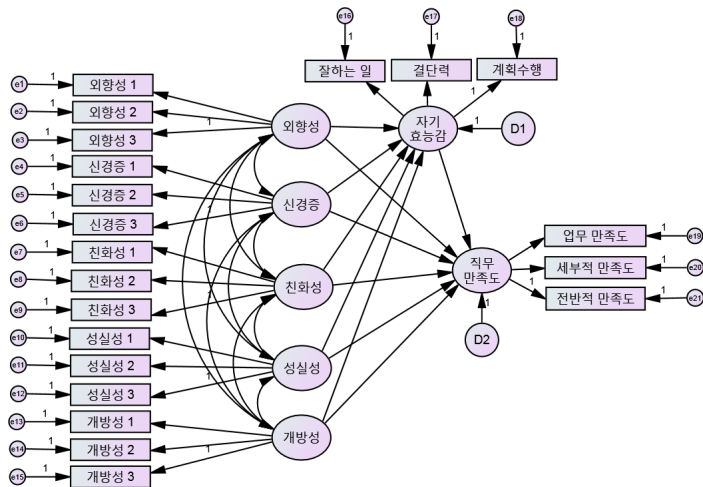 e16
e17
e18
1
1
1
잘하는 일
결단력
계획수행
e1
1
외향성 1
e2
1
외향성 2
e3
1
외향성 3
1
e4
1
신경증 1
e5
1
신경증 2
e6
1
신경증 3
e7
1
친화성 1
e8
1
친화성 2
e9
1
친화성 3
e10
1
성실성 1
e11
1
성실성 2
e12
1
성실성 3
1
e13
1
개방성 1
e14
1
개방성 2
1
e15
1
개방성 3
외향성
신경증
친화성
성실성
개방성
1
자기
효능감
1
D1
직무
만족도
1
D2
1
업무 만족도
1
e19
세부적 만족도
1
e20
전반적 만족도
1
e21